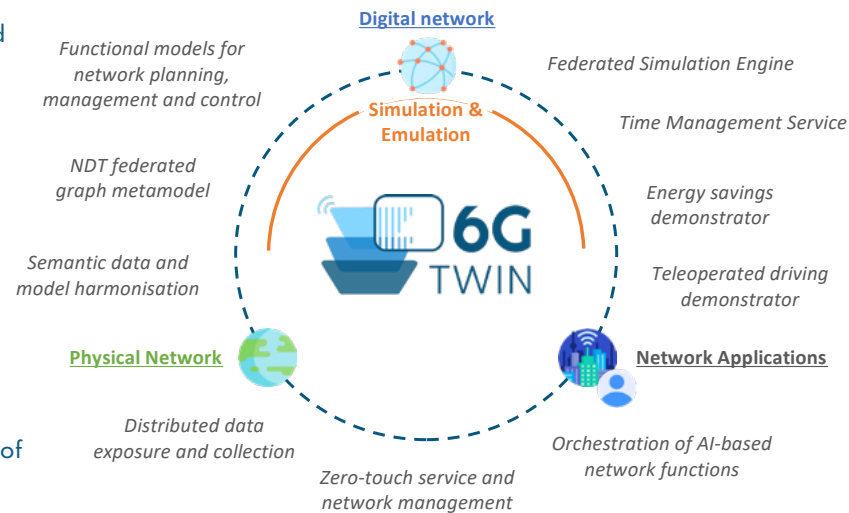 Digital network
d
Functional models for
network planning,
management and control
Federated Simulation Engine
Simulation &
Emulation
Time Management Service
NDT federated
graph metamodel
Energy savings
demonstrator
6G
TWIN
Semantic data and
model harmonisation
Teleoperated driving
demonstrator
Physical Network
Network Applications
Distributed data
exposure and collection
of
Orchestration of AI-based
network functions
Zero-touch service and
network management